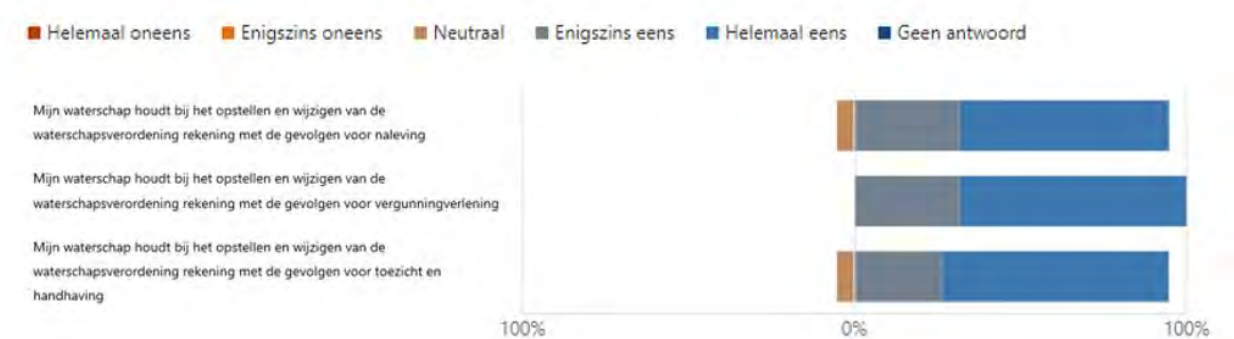 Helemaal oneens Enigszins oneens Neutraal Enigszins eens Helemaal eens Geen antwoord
Mijn waterschap houdt bij het opstellen en wijzigen van de
waterschapsverordening rekening met de gevolgen voor naleving
Mijn waterschap houdt bij het opstellen en wijzigen van de
waterschapsverordening rekening met de gevolgen voor vergunningverlening
Mijn waterschap houdt bij het opstellen en wijzigen van de
waterschapsverordening rekening met de gevolgen voor toezicht en
handhaving
100% 0% 100%